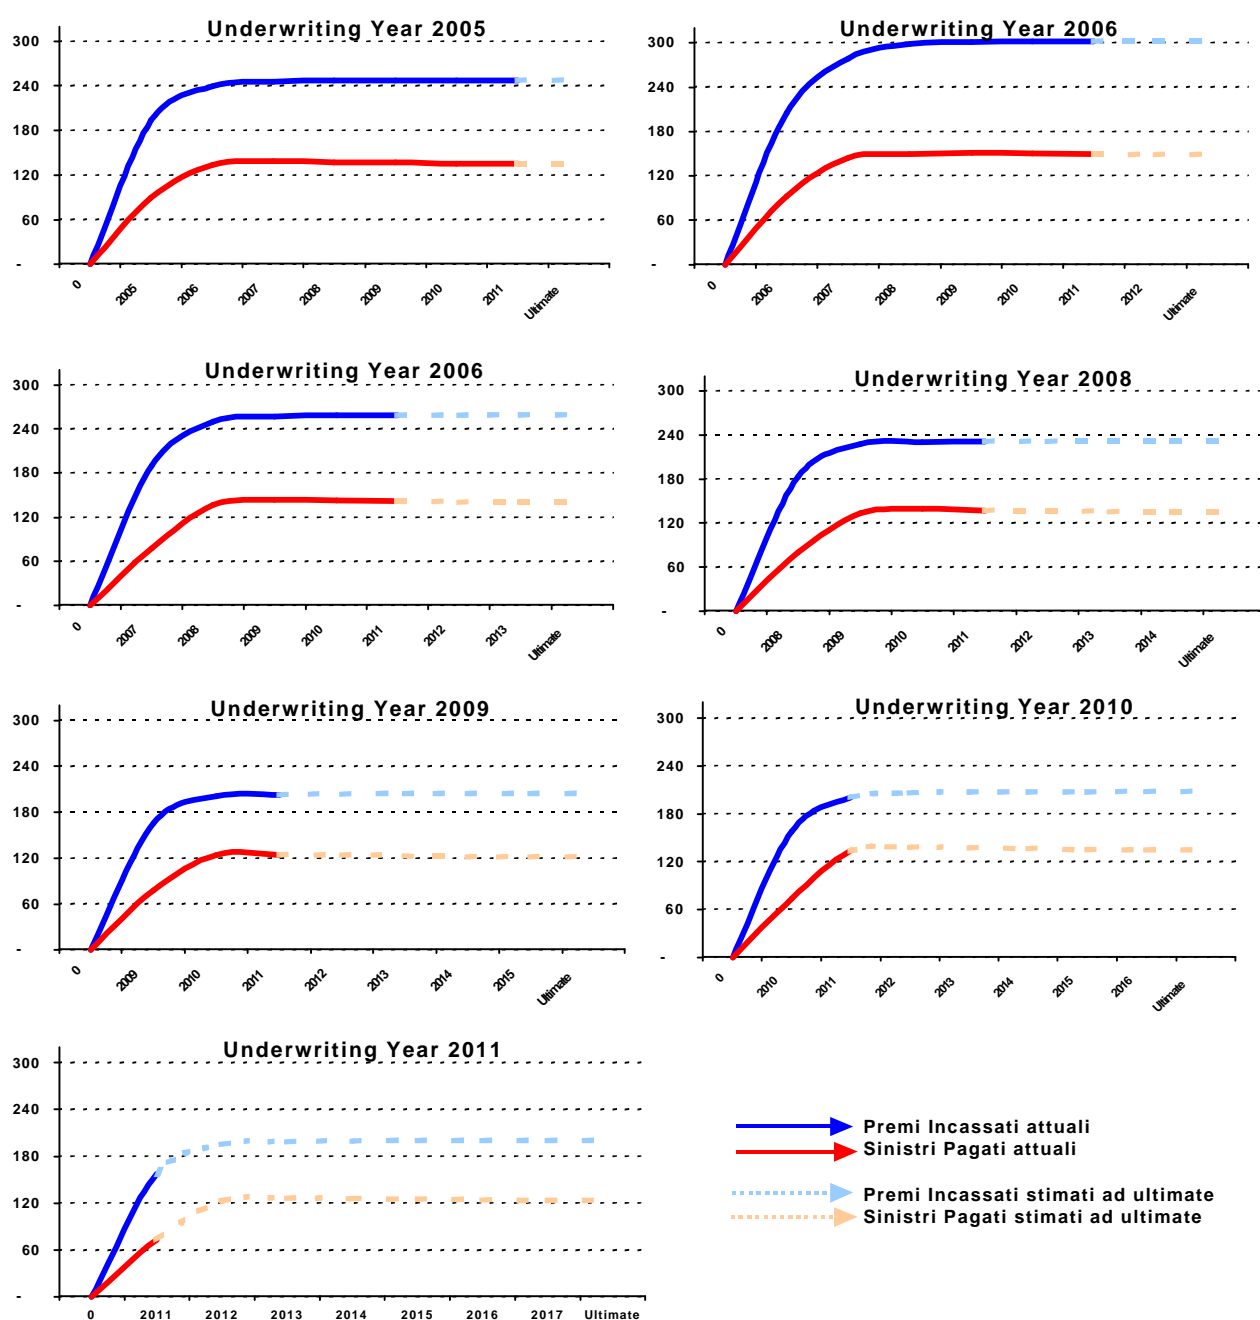 Underwriting Year 2005
300
240
180
120
60
-
0 2005 2006 2007 2008 2009 2010 2011 Ultimate
Underwriting Year 2006
300
240
180
120
60
-
0 2006 2007 2008 2009 2010 2011 2012 Ultimate
Underwriting Year 2006
300
240
180
120
60
-
0 2007 2008 2009 2010 2011 2012 2013 Ultimate
Underwriting Year 2008
300
240
180
120
60
-
0 2008 2009 2010 2011 2012 2013 2014 Ultimate
Underwriting Year 2009
300
240
180
120
60
-
0 2009 2010 2011 2012 2013 2014 2015 Ultimate
Underwriting Year 2010
300
240
180
120
60
-
0 2010 2011 2012 2013 2014 2015 2016 Ultimate
Underwriting Year 2011
300
240
180
120
60
-
0 2011 2012 2013 2014 2015 2016 2017 Ultimate
Premi Incassati attuali
Sinistri Pagati attuali
Premi Incassati stimati ad ultimate
Sinistri Pagati stimati ad ultimate